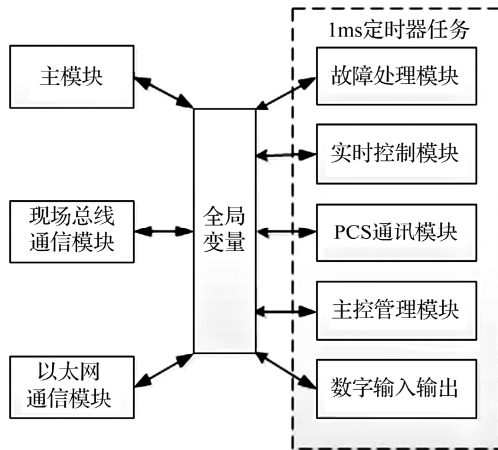 1ms定时器任务
主模块
现场总线
通信模块
以太网
通信模块
全局
变量
故障处理模块
实时控制模块
PCS通讯模块
主控管理模块
数字输入输出